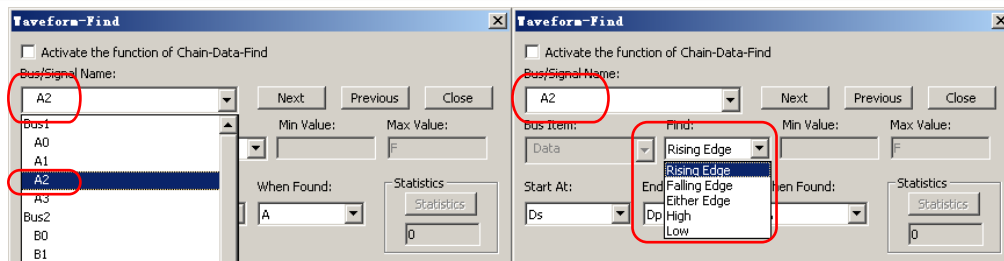 Waveform-Find
Activate the function of Chain-Data-Find
Bus/Signal Name:
A2
Next
Previous
Close
Bus1
A0
A1
A2
A3
Bus2
B0
B1
Min Value:
Max Value:
F
When Found:
A
Statistics
Statistics
0
Waveform-Find
Activate the function of Chain-Data-Find
Bus/Signal Name:
A2
Next
Previous
Close
Bus Item:
Find:
Min Value:
Max Value:
Data
Rising Edge
F
Rising Edge
Falling Edge
Either Edge
High
Low
Start At:
End
hen Found:
Ds
Dp
Statistics
Statistics
0